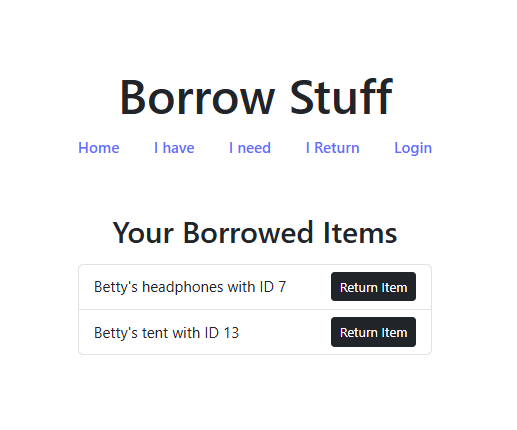 Borrow Stuff
Home I have I need I Return Login
Your Borrowed Items
Betty's headphones with ID 7 Return Item
Betty's tent with ID 13 Return Item